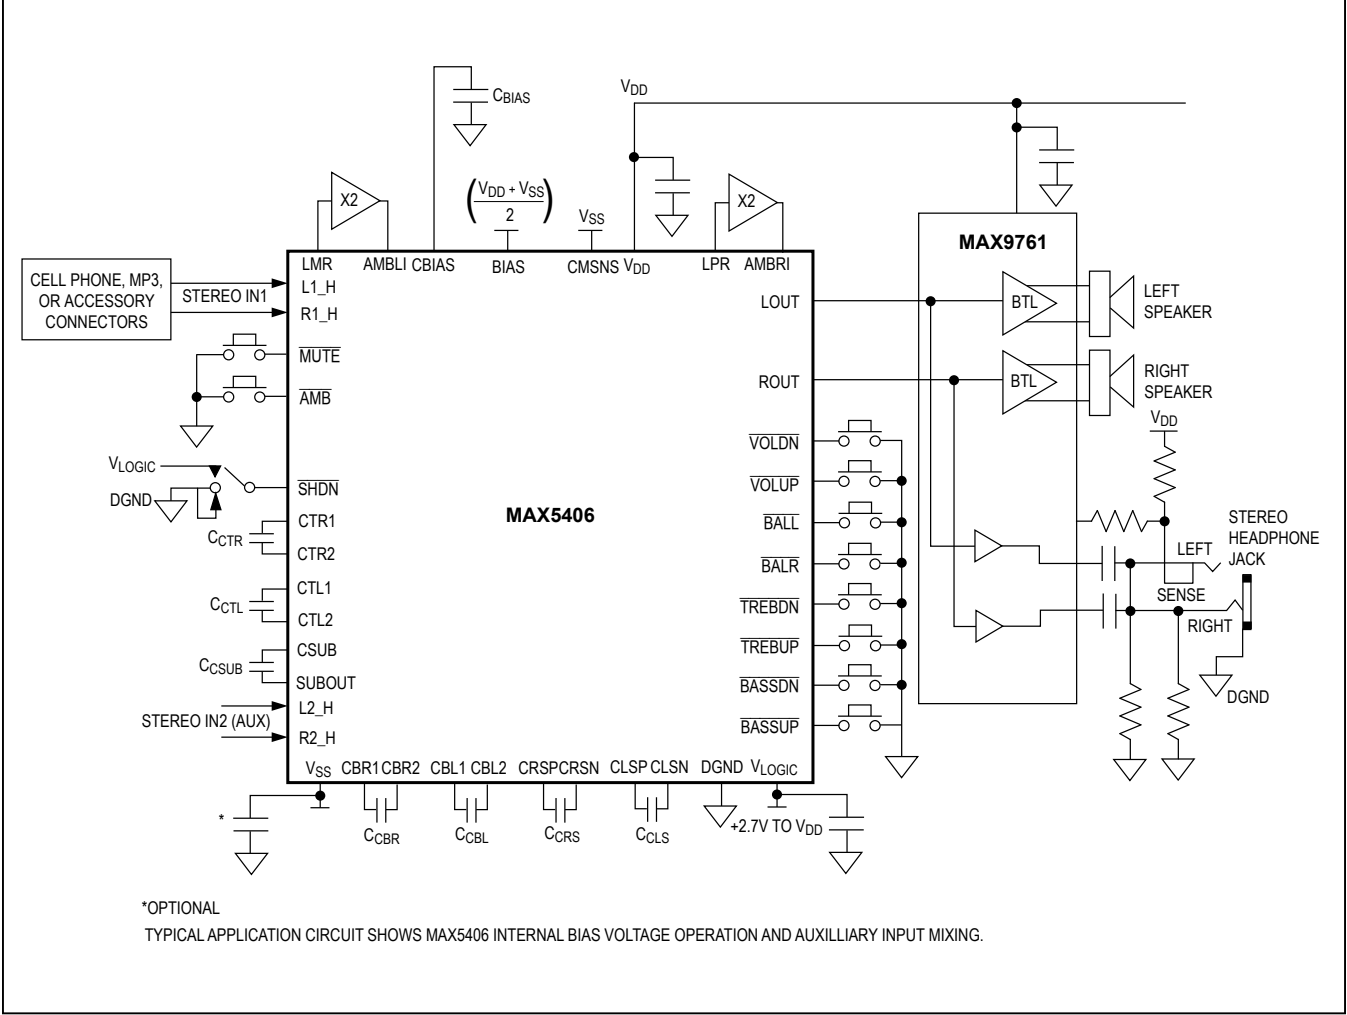 CBIAS
VDD
X2
(VDD + VSS)
2
VSS
X2
MAX9761
LMR AMBLI CBIAS BIAS CMSNS VDD LPR AMBRI
CELL PHONE, MP3,
OR ACCESSORY
CONNECTORS
STEREO IN1
L1_H
R1_H
MUTE
AMB
VLOGIC
DGND
SHDN
CCTR
CTR1
CTR2
CCTL
CTL1
CTL2
CCSUB
CSUB
SUBOUT
STEREO IN2 (AUX)
L2_H
R2_H
MAX5406
LOUT
ROUT
VOLDN
VOLUP
BALL
BALR
TREBDN
TREBUP
BASSDN
BASSUP
BTL
LEFT
SPEAKER
BTL
RIGHT
SPEAKER
VDD
STEREO
HEADPHONE
JACK
LEFT
SENSE
RIGHT
DGND
VSS CBR1 CBR2 CBL1 CBL2 CRSP CRSN CLSP CLSN DGND VLOGIC
*
CCBR
CCBL
CCRS
CCLS
+2.7V TO VDD
*OPTIONAL
TYPICAL APPLICATION CIRCUIT SHOWS MAX5406 INTERNAL BIAS VOLTAGE OPERATION AND AUXILLIARY INPUT MIXING.